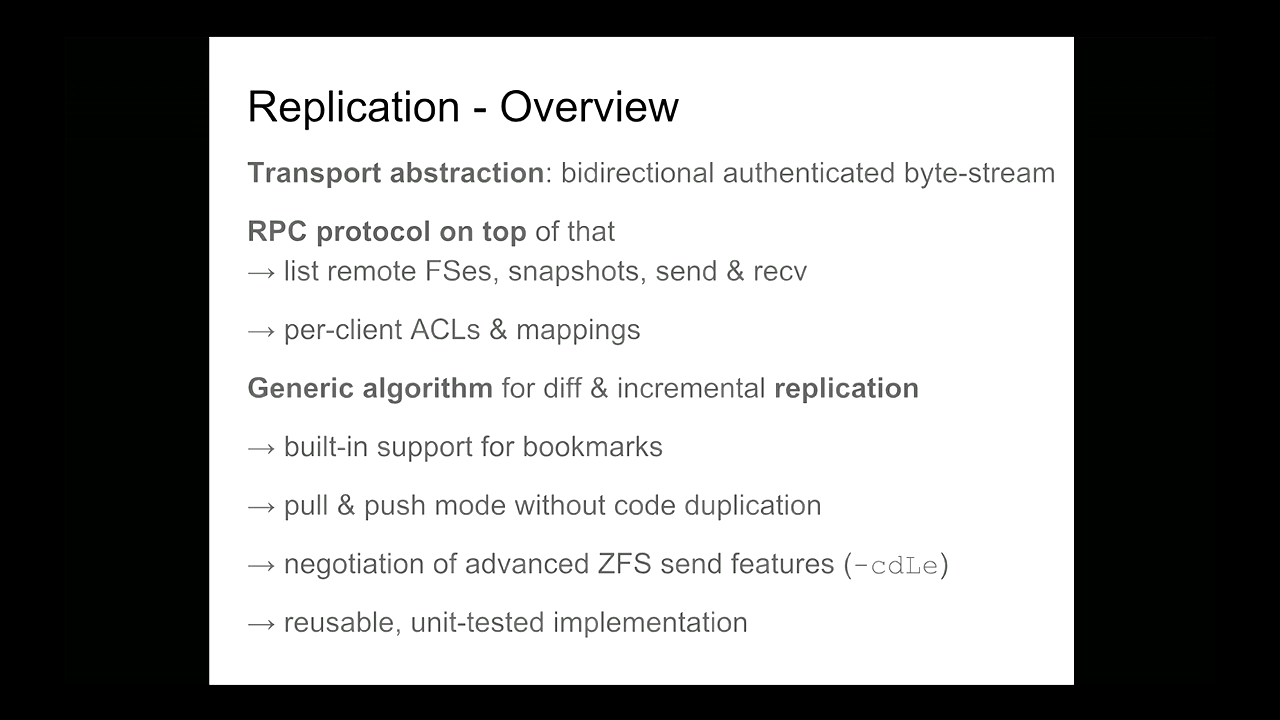 Replication - Overview
Transport abstraction: bidirectional authenticated byte-stream
RPC protocol on top of that
→ list remote FSes, snapshots, send & recv
→ per-client ACLs & mappings
Generic algorithm for diff & incremental replication
→ built-in support for bookmarks
→ pull & push mode without code duplication
→ negotiation of advanced ZFS send features (-cdLe)
→ reusable, unit-tested implementation